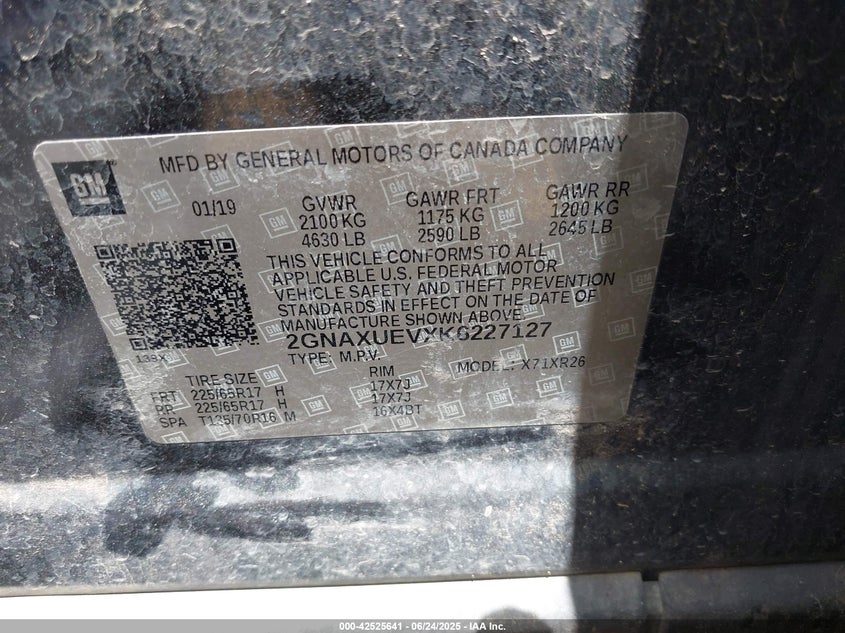 MFD BY GENERAL MOTORS OF CANADA COMPANY
GM
01/19 GVWR GAWR FRT GAWR RR
2100 KG 1175 KG 1200 KG
4630 LB 2590 LB 2645 LB
THIS VEHICLE CONFORMS TO ALL
APPLICABLE U.S. FEDERAL MOTOR
VEHICLE SAFETY AND THEFT PREVENTION
STANDARDS IN EFFECT ON THE DATE OF
MANUFACTURE SHOWN ABOVE.
2GNAXUEVXK6227127
TYPE: M.P.V. MODEL: X71XR26
TIRE SIZE RIM
FRT 225/65R17 H 17X7J
RR 225/65R17 H 17X7J
SPA T135/70R16 M 16X4BT
000-42525641 - 06/24/2025 - IAA Inc.